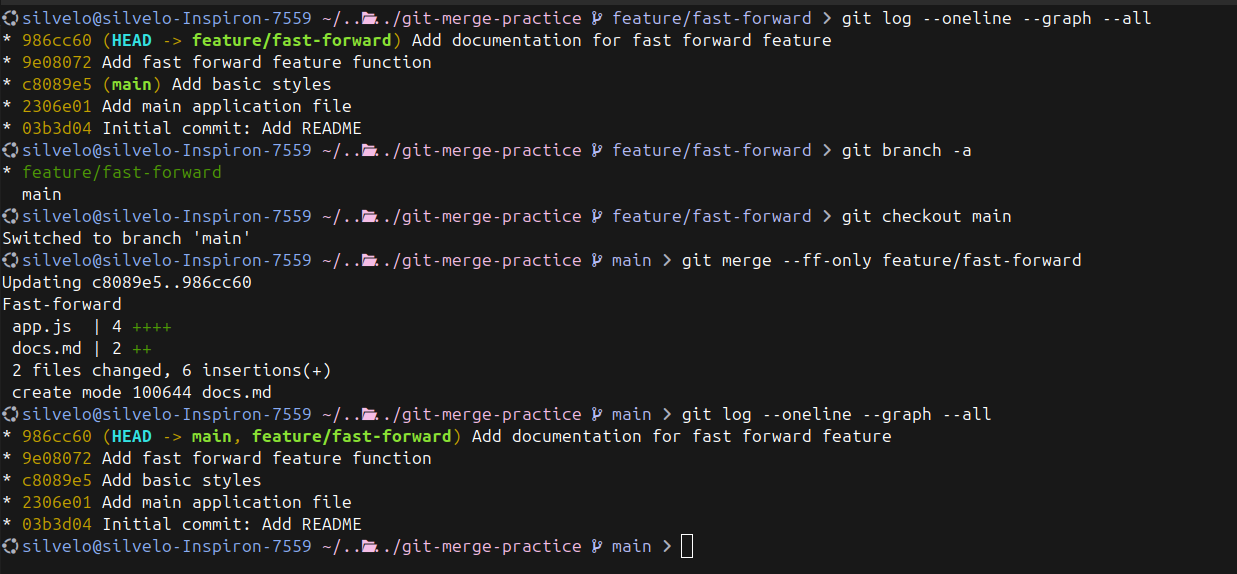 silvelo@silvelo-Inspiron-7559 ~/../../git-merge-practice feature/fast-forward > git log --oneline --graph --all
* 986cc60 (HEAD -> feature/fast-forward) Add documentation for fast forward feature
* 9e08072 Add fast forward feature function
* c8089e5 (main) Add basic styles
* 2306e01 Add main application file
* 03b3d04 Initial commit: Add README
silvelo@silvelo-Inspiron-7559 ~/../../git-merge-practice feature/fast-forward > git branch -a
* feature/fast-forward
  main
silvelo@silvelo-Inspiron-7559 ~/../../git-merge-practice feature/fast-forward > git checkout main
Switched to branch 'main'
silvelo@silvelo-Inspiron-7559 ~/../../git-merge-practice main > git merge --ff-only feature/fast-forward
Updating c8089e5..986cc60
Fast-forward
 app.js  | 4 ++++
 docs.md | 2 ++
 2 files changed, 6 insertions(+)
 create mode 100644 docs.md
silvelo@silvelo-Inspiron-7559 ~/../../git-merge-practice main > git log --oneline --graph --all
* 986cc60 (HEAD -> main, feature/fast-forward) Add documentation for fast forward feature
* 9e08072 Add fast forward feature function
* c8089e5 Add basic styles
* 2306e01 Add main application file
* 03b3d04 Initial commit: Add README
silvelo@silvelo-Inspiron-7559 ~/../../git-merge-practice main >